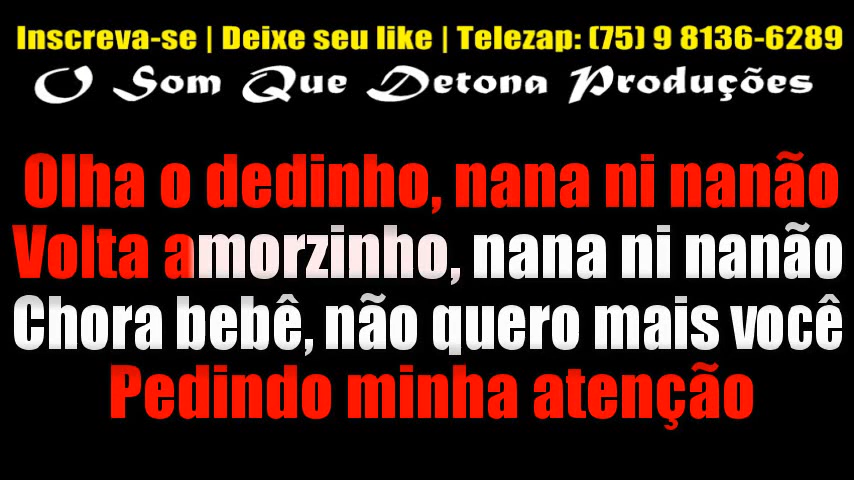 Inscreva-se | Deixe seu like | Telezap: (75) 9 8136-6289
O Som Que Detona Produções
Olha o dedinho, nana ni nanão
Volta amorzinho, nana ni nanão
Chora bebê, não quero mais você
Pedindo minha atenção